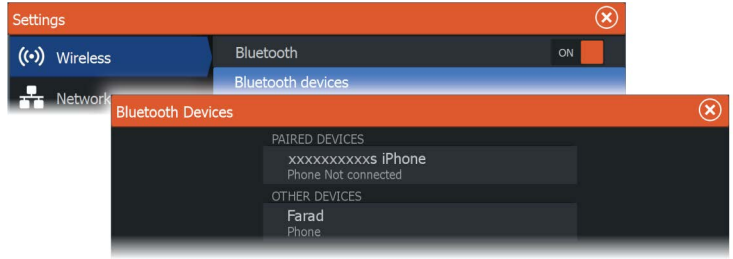 Settings
Wireless
Bluetooth
ON
Bluetooth devices
Network
Bluetooth Devices
PAIRED DEVICES
xxxxxxxxxxs iPhone
Phone Not connected
OTHER DEVICES
Farad
Phone